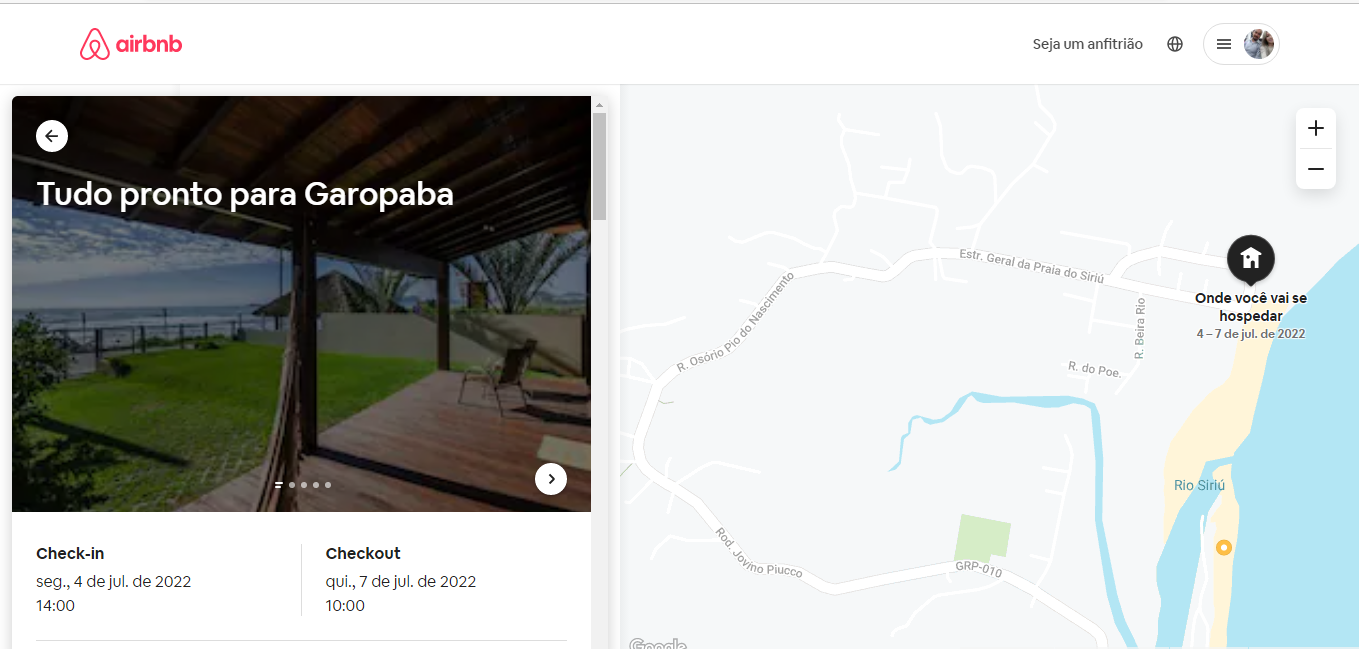 airbnb
Seja um anfitrião
Tudo pronto para Garopaba
Check-in
seg., 4 de jul. de 2022
14:00
Checkout
qui., 7 de jul. de 2022
10:00
Estr. Geral da Praia do Siriú
Onde você vai se
hospedar
4 – 7 de jul. de 2022
R. Osório Pio do Nascimento
R. Beira Rio
R. do Poe.
Rio Siriú
Rod. Jovino Piucco
GRP-010
Google